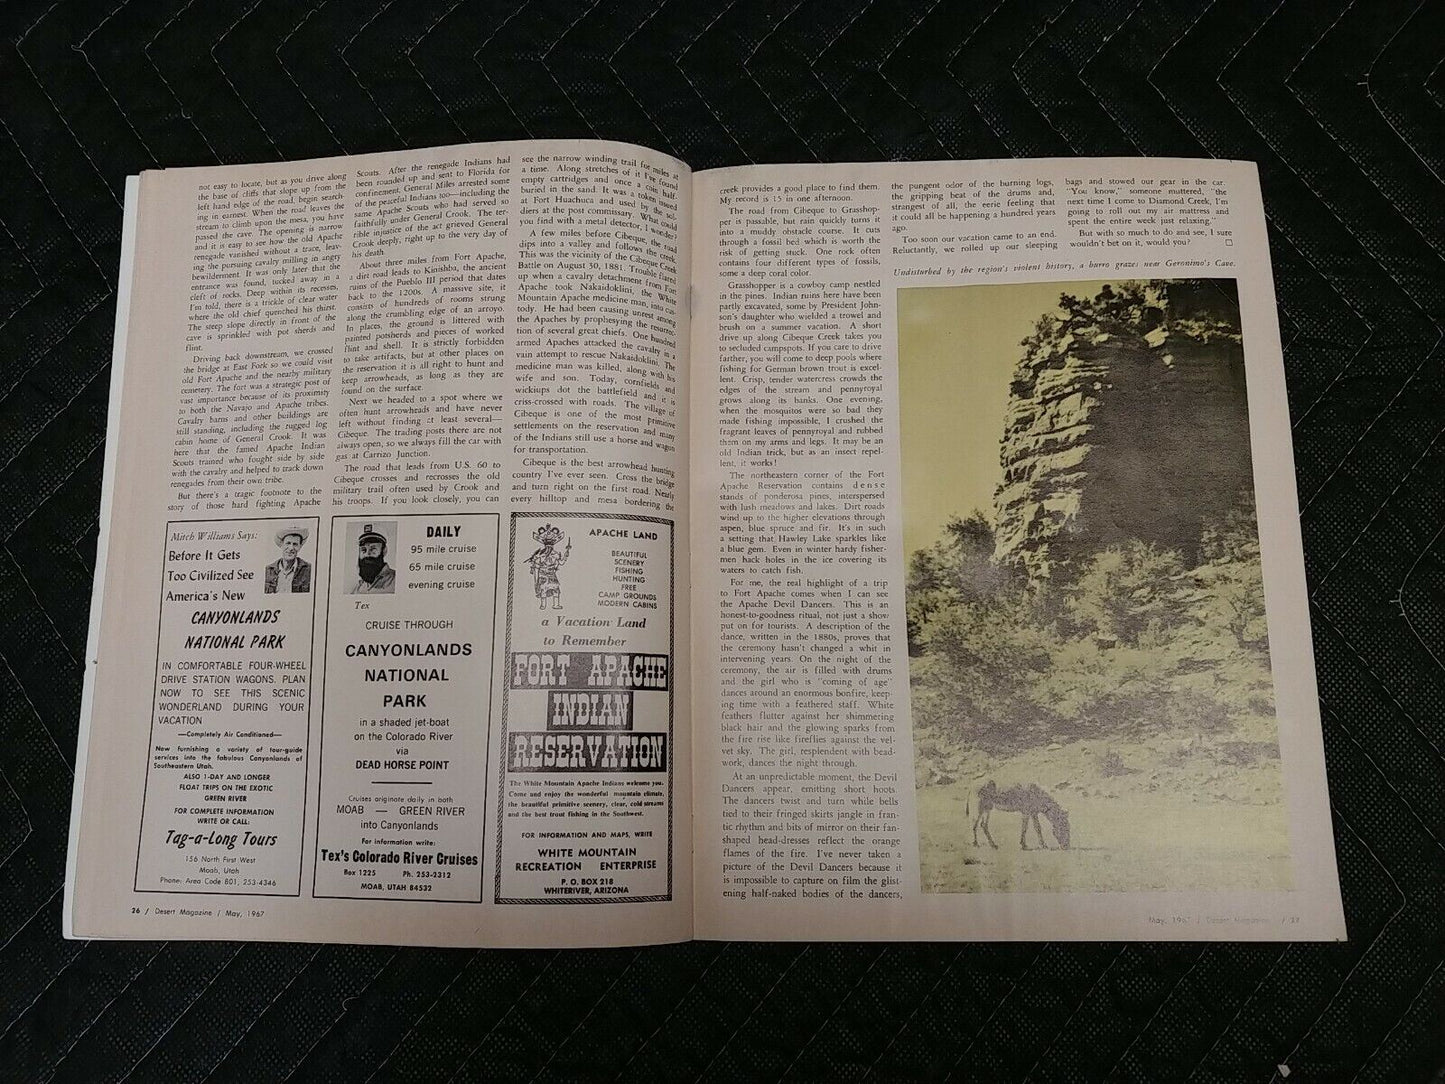 not easy to locate, but as you drive along
the base of cliffs that slope up from the
left hand edge of the road, begin search-
ing in earnest. When the road leaves the
stream to climb upon the mesa, you have
passed the cave. The opening is narrow
and it is easy to see how the old Apache
renegade vanished without a trace, leav-
ing the pursuing cavalry milling in angry
bewilderment. It was only later that the
entrance was found, tucked away in a
cleft of rocks. Deep within its recesses,
I'm told, there is a trickle of clear water
where the old chief quenched his thirst.
The steep slope directly in front of the
cave is sprinkled with pot sherds and
flint.
Driving back downstream, we crossed
the bridge at East Fork so we could visit
old Fort Apache and the nearby military
cemetery. The fort was a strategic post of
vast importance because of its proximity
to both the Navajo and Apache tribes.
Cavalry barns and other buildings are
still standing, including the rugged log
cabin home of General Crook. It was
here that the famed Apache Indian
Scouts trained who fought side by side
with the cavalry and helped to track down
renegades from their own tribe.
But there's a tragic footnote to the
story of those hard fighting Apache
Scouts. After the renegade Indians had
been rounded up and sent to Florida for
confinement, General Miles arrested some
of the peaceful Indians too—including the
same Apache Scouts who had served so
faithfully under General Crook. The ter-
rible injustice of the act grieved General
Crook deeply, right up to the very day of
his death.
About three miles from Fort Apache,
a dirt road leads to Kinishba, the ancient
ruins of the Pueblo III period that dates
back to the 1200s. A massive site, it
consists of hundreds of rooms strung
along the crumbling edge of an arroyo.
In places, the ground is littered with
painted potsherds and pieces of worked
flint and shell. It is strictly forbidden
to take artifacts, but at other places on
the reservation it is all right to hunt and
keep arrowheads, as long as they are
found on the surface.
Next we headed to a spot where we
often hunt arrowheads and have never
left without finding at least several—
Cibeque. The trading posts there are not
always open, so we always fill the car with
gas at Carrizo Junction.
The road that leads from U.S. 60 to
Cibeque crosses and recrosses the old
military trail often used by Crook and
his troops. If you look closely, you can
see the narrow winding trail for miles at
a time. Along stretches of it I've found
empty cartridges and once a coin half-
buried in the sand. It was a token issued
at Fort Huachuca and used by the sol-
diers at the post commissary. What could
you find with a metal detector, I wonder?
A few miles before Cibeque, the road
dips into a valley and follows the creek.
This was the vicinity of the Cibeque Creek
Battle on August 30, 1881. Trouble flared
up when a cavalry detachment from Fort
Apache took Nakaidoklini, the White
Mountain Apache medicine man, into cus-
tody. He had been causing unrest among
the Apaches by prophesying the resurrec-
tion of several great chiefs. One hundred
armed Apaches attacked the cavalry in a
vain attempt to rescue Nakaidoklini. The
medicine man was killed, along with his
wife and son. Today, cornfields and
wickiups dot the battlefield and it is
criss-crossed with roads. The village of
Cibeque is one of the most primitive
settlements on the reservation and many
of the Indians still use a horse and wagon
for transportation.
Cibeque is the best arrowhead hunting
country I've ever seen. Cross the bridge
and turn right on the first road. Nearly
every hilltop and mesa bordering the
Mitch Williams Says:
Before It Gets
Too Civilized See
America's New
CANYONLANDS
NATIONAL PARK
IN COMFORTABLE FOUR-WHEEL
DRIVE STATION WAGONS. PLAN
NOW TO SEE THIS SCENIC
WONDERLAND DURING YOUR
VACATION
—Completely Air Conditioned—
Now furnishing a variety of tour-guide
services into the fabulous Canyonlands of
Southeastern Utah.
ALSO 1-DAY AND LONGER
FLOAT TRIPS ON THE EXOTIC
GREEN RIVER
FOR COMPLETE INFORMATION
WRITE OR CALL:
Tag-a-Long Tours
156 North First West
Moab, Utah
Phone: Area Code 801, 253-4346
DAILY
95 mile cruise
65 mile cruise
evening cruise
Tex
CRUISE THROUGH
CANYONLANDS
NATIONAL
PARK
in a shaded jet-boat
on the Colorado River
via
DEAD HORSE POINT
Cruises originate daily in both
MOAB — GREEN RIVER
into Canyonlands
For information write:
Tex's Colorado River Cruises
Box 1225 Ph. 253-2312
MOAB, UTAH 84532
APACHE LAND
BEAUTIFUL
SCENERY
FISHING
HUNTING
FREE
CAMP GROUNDS
MODERN CABINS
a Vacation Land
to Remember
FORT APACHE
INDIAN
RESERVATION
The White Mountain Apache Indians welcome you.
Come and enjoy the wonderful mountain climate,
the beautiful primitive scenery, clear, cold streams
and the best trout fishing in the Southwest.
FOR INFORMATION AND MAPS, WRITE
WHITE MOUNTAIN
RECREATION ENTERPRISE
P. O. BOX 218
WHITERIVER, ARIZONA
26 / Desert Magazine / May, 1967
creek provides a good place to find them.
My record is 15 in one afternoon.
The road from Cibeque to Grasshop-
per is passable, but rain quickly turns it
into a muddy obstacle course. It cuts
through a fossil bed which is worth the
risk of getting stuck. One rock often
contains four different types of fossils,
some a deep coral color.
Grasshopper is a cowboy camp nestled
in the pines. Indian ruins here have been
partly excavated, some by President John-
son's daughter who wielded a trowel and
brush on a summer vacation. A short
drive up along Cibeque Creek takes you
to secluded campspots. If you care to drive
farther, you will come to deep pools where
fishing for German brown trout is excel-
lent. Crisp, tender watercress crowds the
edges of the stream and pennyroyal
grows along its banks. One evening,
when the mosquitos were so bad they
made fishing impossible, I crushed the
fragrant leaves of pennyroyal and rubbed
them on my arms and legs. It may be an
old Indian trick, but as an insect repel-
lent, it works!
The northeastern corner of the Fort
Apache Reservation contains dense
stands of ponderosa pines, interspersed
with lush meadows and lakes. Dirt roads
wind up to the higher elevations through
aspen, blue spruce and fir. It's in such
a setting that Hawley Lake sparkles like
a blue gem. Even in winter hardy fisher-
men hack holes in the ice covering its
waters to catch fish.
For me, the real highlight of a trip
to Fort Apache comes when I can see
the Apache Devil Dancers. This is an
honest-to-goodness ritual, not just a show
put on for tourists. A description of the
dance, written in the 1880s, proves that
the ceremony hasn't changed a whit in
intervening years. On the night of the
ceremony, the air is filled with drums
and the girl who is "coming of age"
dances around an enormous bonfire, keep-
ing time with a feathered staff. White
feathers flutter against her shimmering
black hair and the glowing sparks from
the fire rise like fireflies against the vel-
vet sky. The girl, resplendent with bead-
work, dances the night through.
At an unpredictable moment, the Devil
Dancers appear, emitting short hoots.
The dancers twist and turn while bells
tied to their fringed skirts jangle in fran-
tic rhythm and bits of mirror on their fan-
shaped head-dresses reflect the orange
flames of the fire. I've never taken a
picture of the Devil Dancers because it
is impossible to capture on film the glist-
ening half-naked bodies of the dancers,
the pungent odor of the burning logs,
the gripping beat of the drums and,
strangest of all, the eerie feeling that
it could all be happening a hundred years
ago.
Too soon our vacation came to an end.
Reluctantly, we rolled up our sleeping
bags and stowed our gear in the car.
"You know," someone muttered, "the
next time I come to Diamond Creek, I'm
going to roll out my air mattress and
spent the entire week just relaxing."
But with so much to do and see, I sure
wouldn't bet on it, would you? □
Undisturbed by the region's violent history, a burro grazes near Geronimo's Cave.
May, 1967 / Desert Magazine / 27